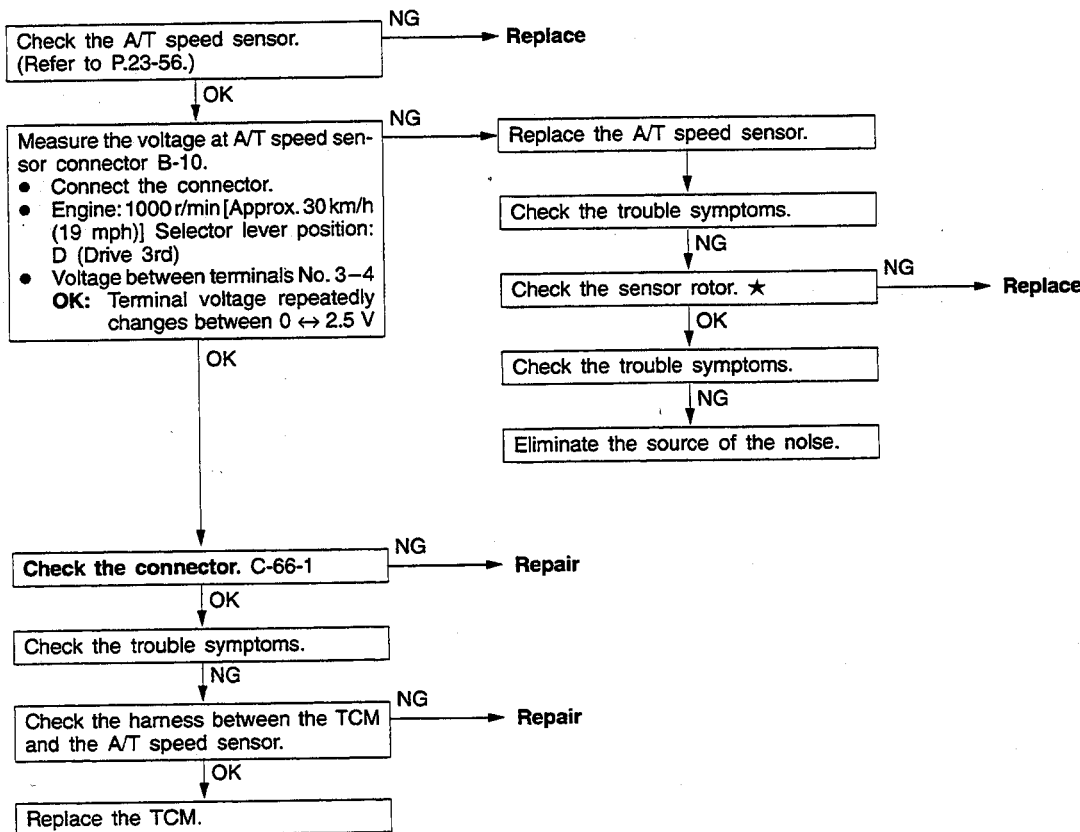 Check the A/T speed sensor.
(Refer to P.23-56.)
NG
Replace
OK
Measure the voltage at A/T speed sen-
sor connector B-10.
● Connect the connector.
● Engine: 1000 r/min [Approx. 30 km/h
(19 mph)] Selector lever position:
D (Drive 3rd)
● Voltage between terminals No. 3–4
OK: Terminal voltage repeatedly
changes between 0 ↔ 2.5 V
NG
Replace the A/T speed sensor.
Check the trouble symptoms.
NG
Check the sensor rotor. ★
NG
Replace
OK
Check the trouble symptoms.
NG
Eliminate the source of the noise.
OK
Check the connector. C-66-1
NG
Repair
OK
Check the trouble symptoms.
NG
Check the harness between the TCM
and the A/T speed sensor.
NG
Repair
OK
Replace the TCM.